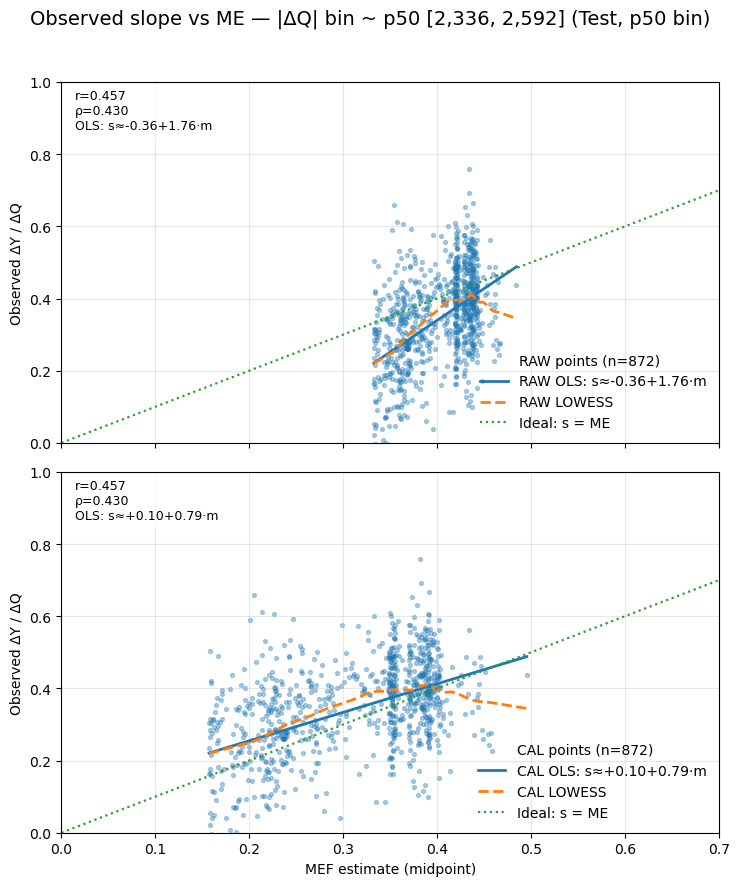 Observed slope vs ME — |ΔQ| bin ~ p50 [2,336, 2,592] (Test, p50 bin)
1.0
0.8
0.6
0.4
0.2
0.0
Observed ΔY / ΔQ
r=0.457
ρ=0.430
OLS: s≈-0.36+1.76·m
RAW points (n=872)
RAW OLS: s≈-0.36+1.76·m
RAW LOWESS
Ideal: s = ME
1.0
0.8
0.6
0.4
0.2
0.0
Observed ΔY / ΔQ
r=0.457
ρ=0.430
OLS: s≈+0.10+0.79·m
CAL points (n=872)
CAL OLS: s≈+0.10+0.79·m
CAL LOWESS
Ideal: s = ME
0.0 0.1 0.2 0.3 0.4 0.5 0.6 0.7
MEF estimate (midpoint)